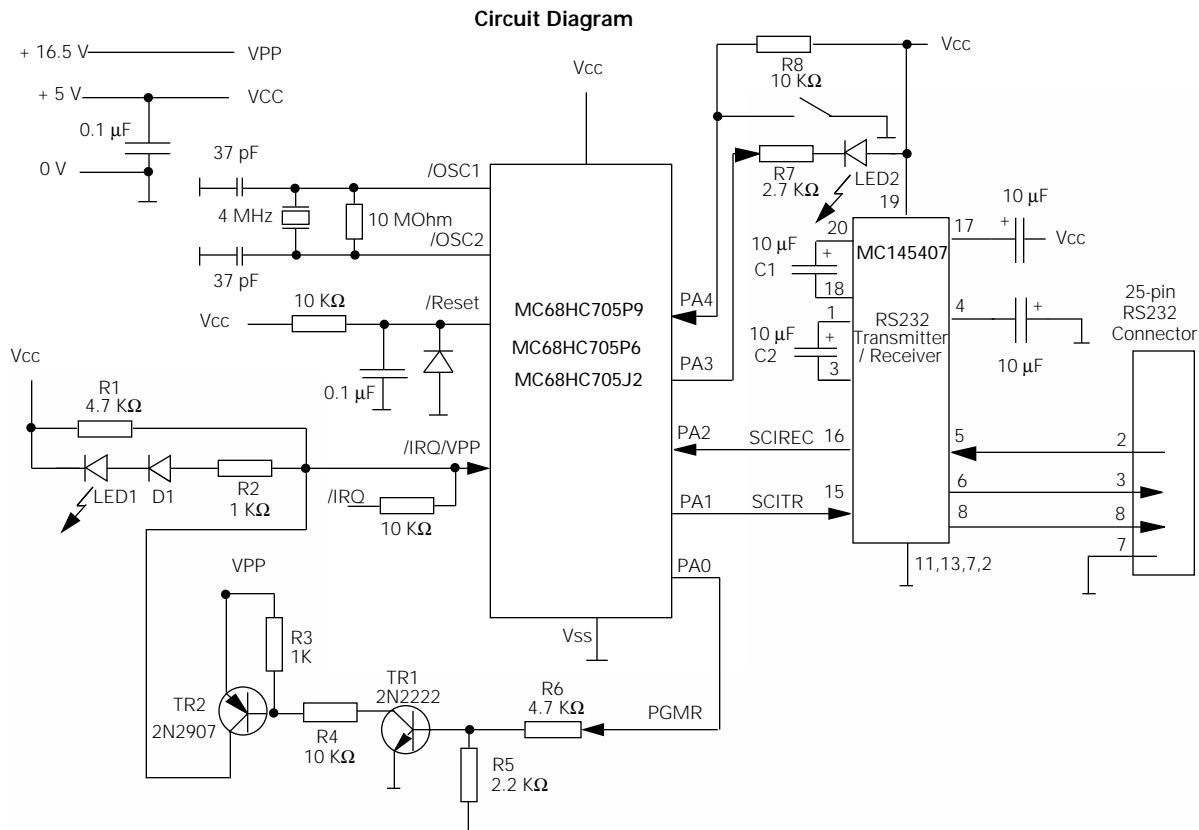 Circuit Diagram
+ 16.5 V
VPP
+ 5 V
VCC
0.1 µF
0 V
37 pF
/OSC1
4 MHz
10 MOhm
/OSC2
37 pF
10 KΩ
/Reset
Vcc
0.1 µF
Vcc
R1
4.7 KΩ
LED1
D1
R2
1 KΩ
/IRQ/VPP
/IRQ
10 KΩ
VPP
R3
1K
TR2
2N2907
R4
10 KΩ
TR1
2N2222
R6
4.7 KΩ
PGMR
R5
2.2 KΩ
Vcc
MC68HC705P9
MC68HC705P6
MC68HC705J2
Vss
PA4
PA3
PA2
PA1
PA0
SCIREC
16
SCITR
15
R8
10 KΩ
Vcc
R7
2.7 KΩ
LED2
19
20
10 µF
+
C1
18
1
10 µF
+
C2
3
MC145407
RS232
Transmitter
/ Receiver
17
10 µF
+
Vcc
4
+
10 µF
5
6
8
11,13,7,2
25-pin
RS232
Connector
2
3
8
7